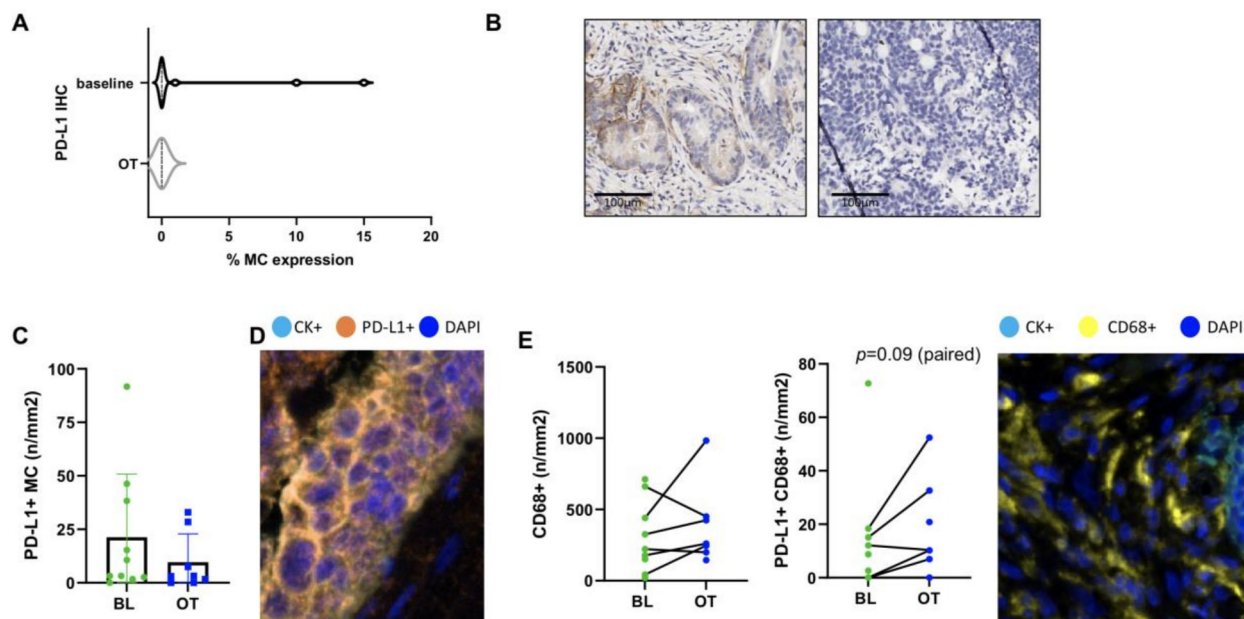 A
PD-L1 IHC
baseline
OT
0 5 10 15 20
% MC expression
B
100µm
100µm
C
PD-L1+ MC (n/mm2)
100
75
50
25
0
BL OT
D
CK+ PD-L1+ DAPI
E
CD68+ (n/mm2)
1500
1000
500
0
BL OT
p=0.09 (paired)
PD-L1+ CD68+ (n/mm2)
80
60
40
20
0
BL OT
CK+ CD68+ DAPI